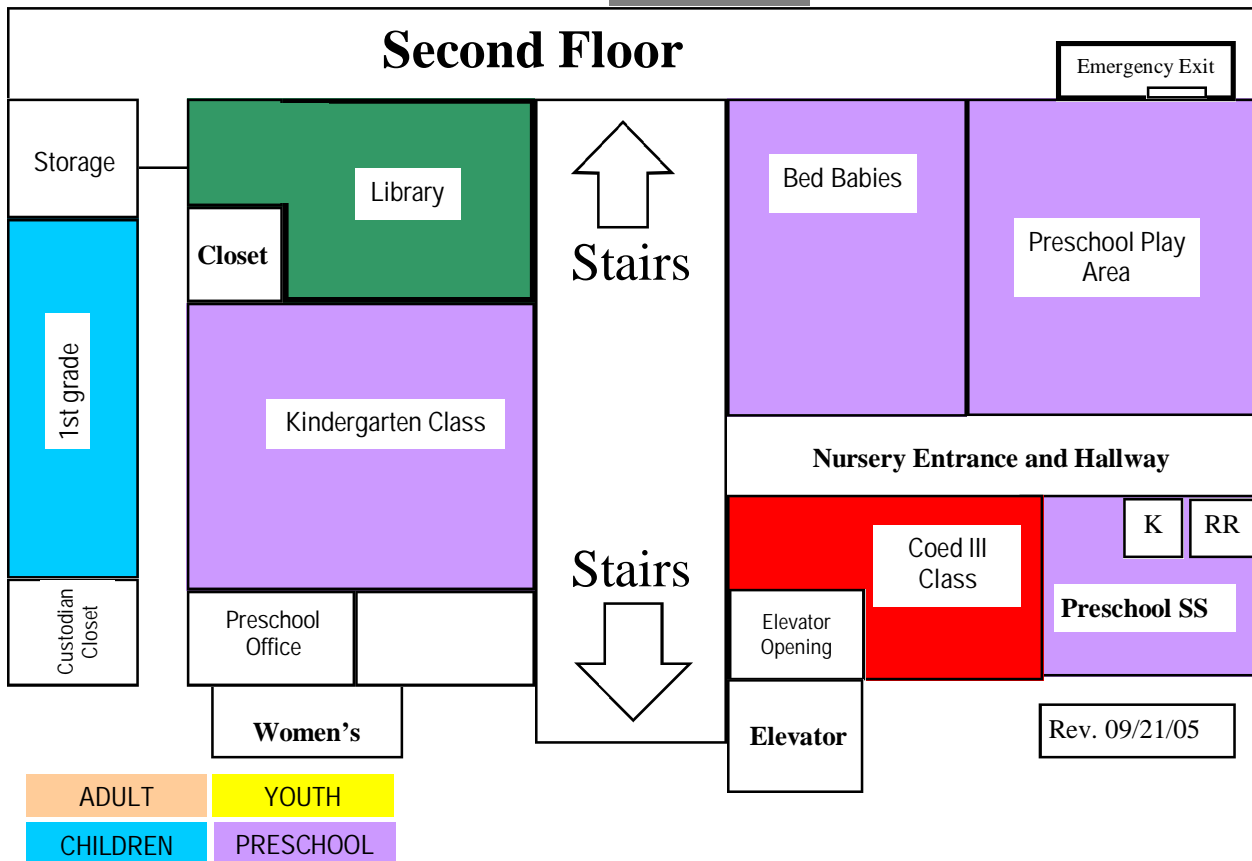 Second Floor
Emergency Exit
Storage
Library
Bed Babies
Closet
Stairs
Preschool Play
Area
1st grade
Kindergarten Class
Nursery Entrance and Hallway
K
RR
Coed III
Class
Stairs
Preschool SS
Custodian
Closet
Preschool
Office
Elevator
Opening
Women's
Elevator
Rev. 09/21/05
ADULT
YOUTH
CHILDREN
PRESCHOOL